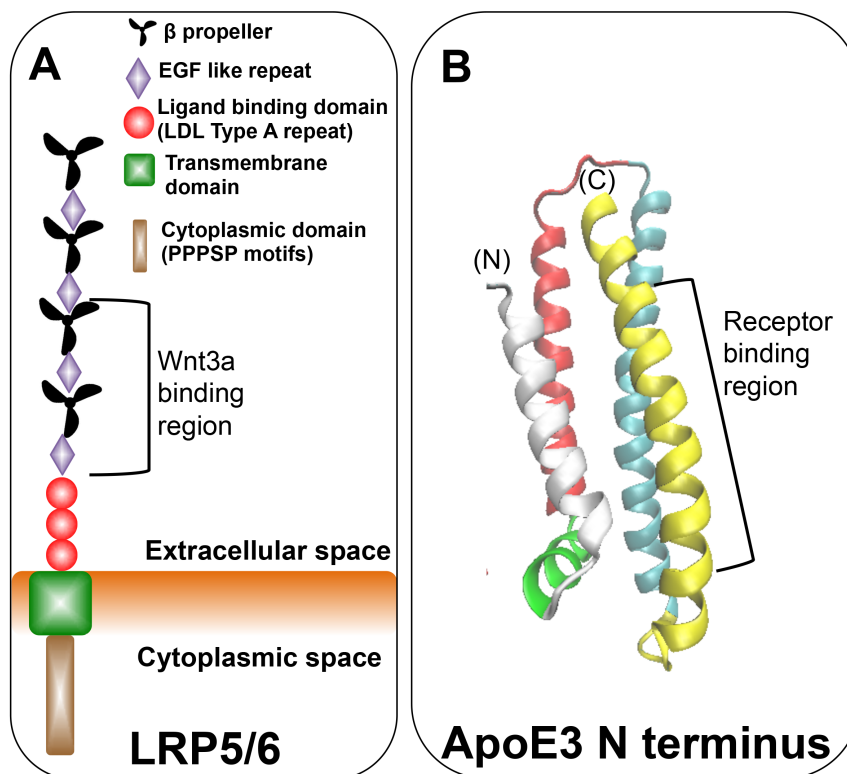 A
β propeller
EGF like repeat
Ligand binding domain
(LDL Type A repeat)
Transmembrane
domain
Cytoplasmic domain
(PPPSP motifs)
Wnt3a
binding
region
Extracellular space
Cytoplasmic space
LRP5/6
B
(C)
(N)
Receptor
binding
region
ApoE3 N terminus